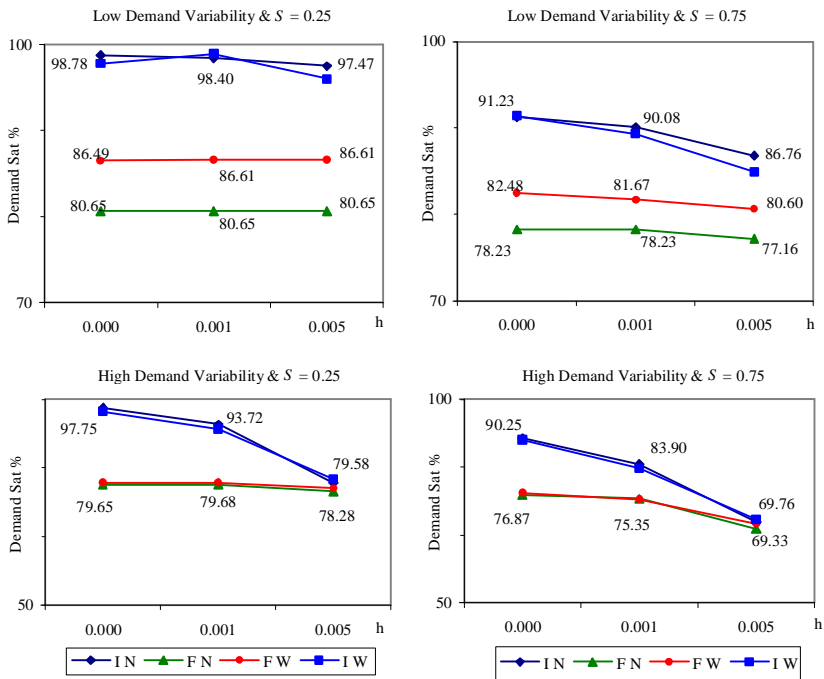 Low Demand Variability & S = 0.25
100
70
Demand Sat %
98.78
98.40
97.47
86.49
86.61
86.61
80.65
80.65
80.65
0.000 0.001 0.005 h
Low Demand Variability & S = 0.75
100
70
Demand Sat %
91.23
90.08
86.76
82.48
81.67
80.60
78.23
78.23
77.16
0.000 0.001 0.005 h
High Demand Variability & S = 0.25
50
Demand Sat %
97.75
93.72
79.58
79.65
79.68
78.28
0.000 0.001 0.005 h
I N F N F W I W
High Demand Variability & S = 0.75
100
50
Demand Sat %
90.25
83.90
69.76
76.87
75.35
69.33
0.000 0.001 0.005 h
I N F N F W I W